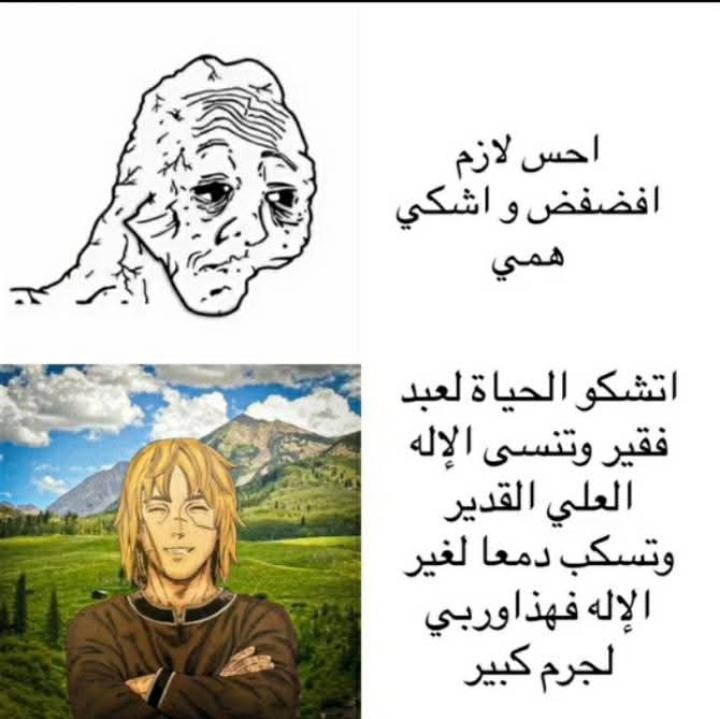 احس لازم
افضفض و اشكي
همي
اتشكو الحياة لعبد
فقير وتنسى الإله
العلي القدير
وتسكب دمعا لغير
الإله فهذاوربي
لجرم كبير